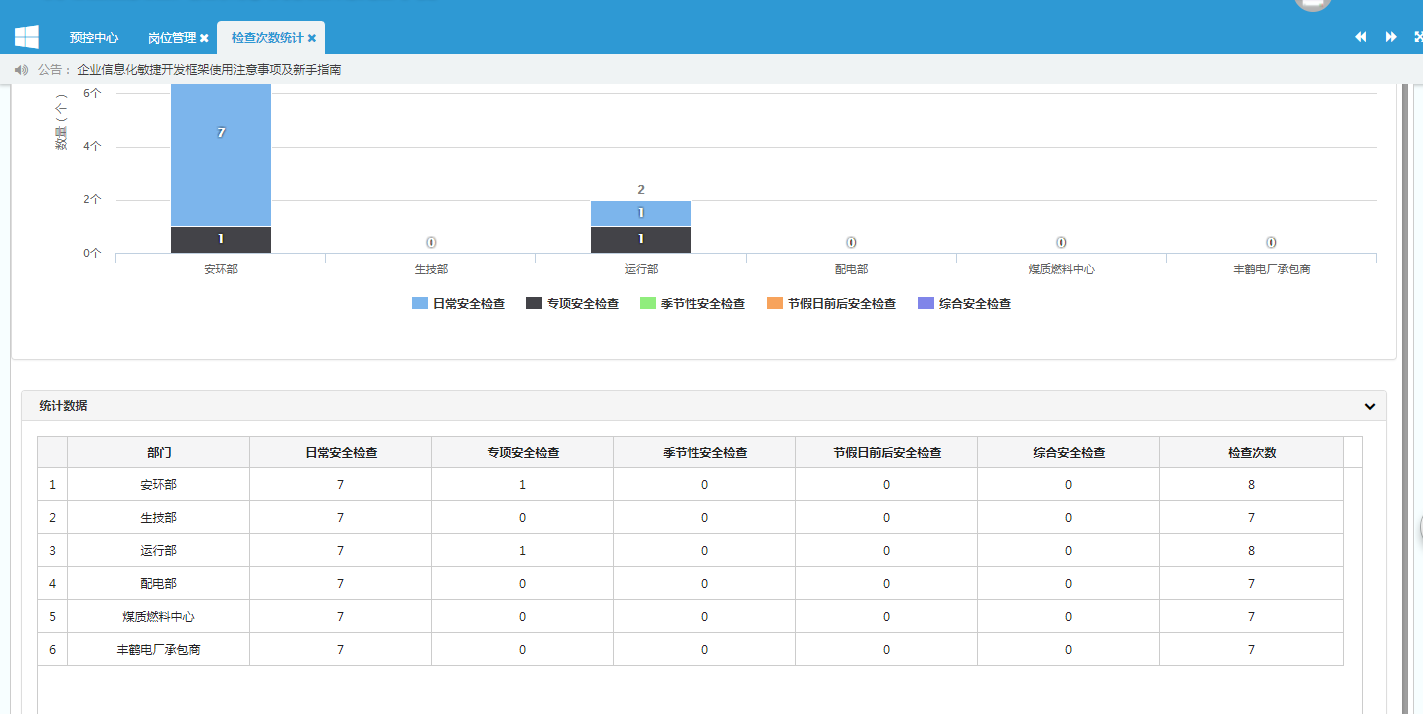 预控中心 岗位管理 检查次数统计
公告： 企业信息化敏捷开发框架使用注意事项及新手指南
数量（个）
6个
4个
2个
0个
7
1
0
2
1
1
0
0
0
安环部 生技部 运行部 配电部 煤质燃料中心 丰鹤电厂承包商
日常安全检查 专项安全检查 季节性安全检查 节假日前后安全检查 综合安全检查
统计数据
部门 日常安全检查 专项安全检查 季节性安全检查 节假日前后安全检查 综合安全检查 检查次数
1 安环部 7 1 0 0 0 8
2 生技部 7 0 0 0 0 7
3 运行部 7 1 0 0 0 8
4 配电部 7 0 0 0 0 7
5 煤质燃料中心 7 0 0 0 0 7
6 丰鹤电厂承包商 7 0 0 0 0 7